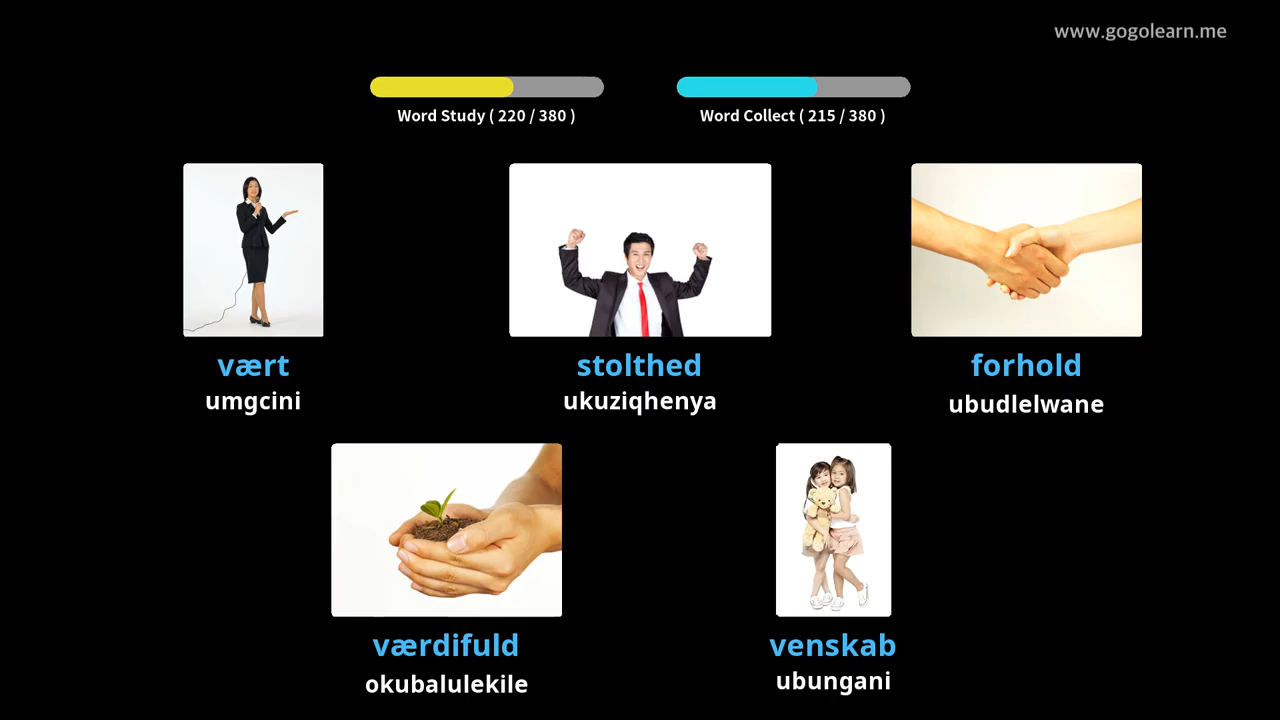 www.gogolearn.me
Word Study ( 220 / 380 )
Word Collect ( 215 / 380 )
vært
umgcini
stolthed
ukuziqhenya
forhold
ubudlelwane
værdifuld
okubalulekile
venskab
ubungani